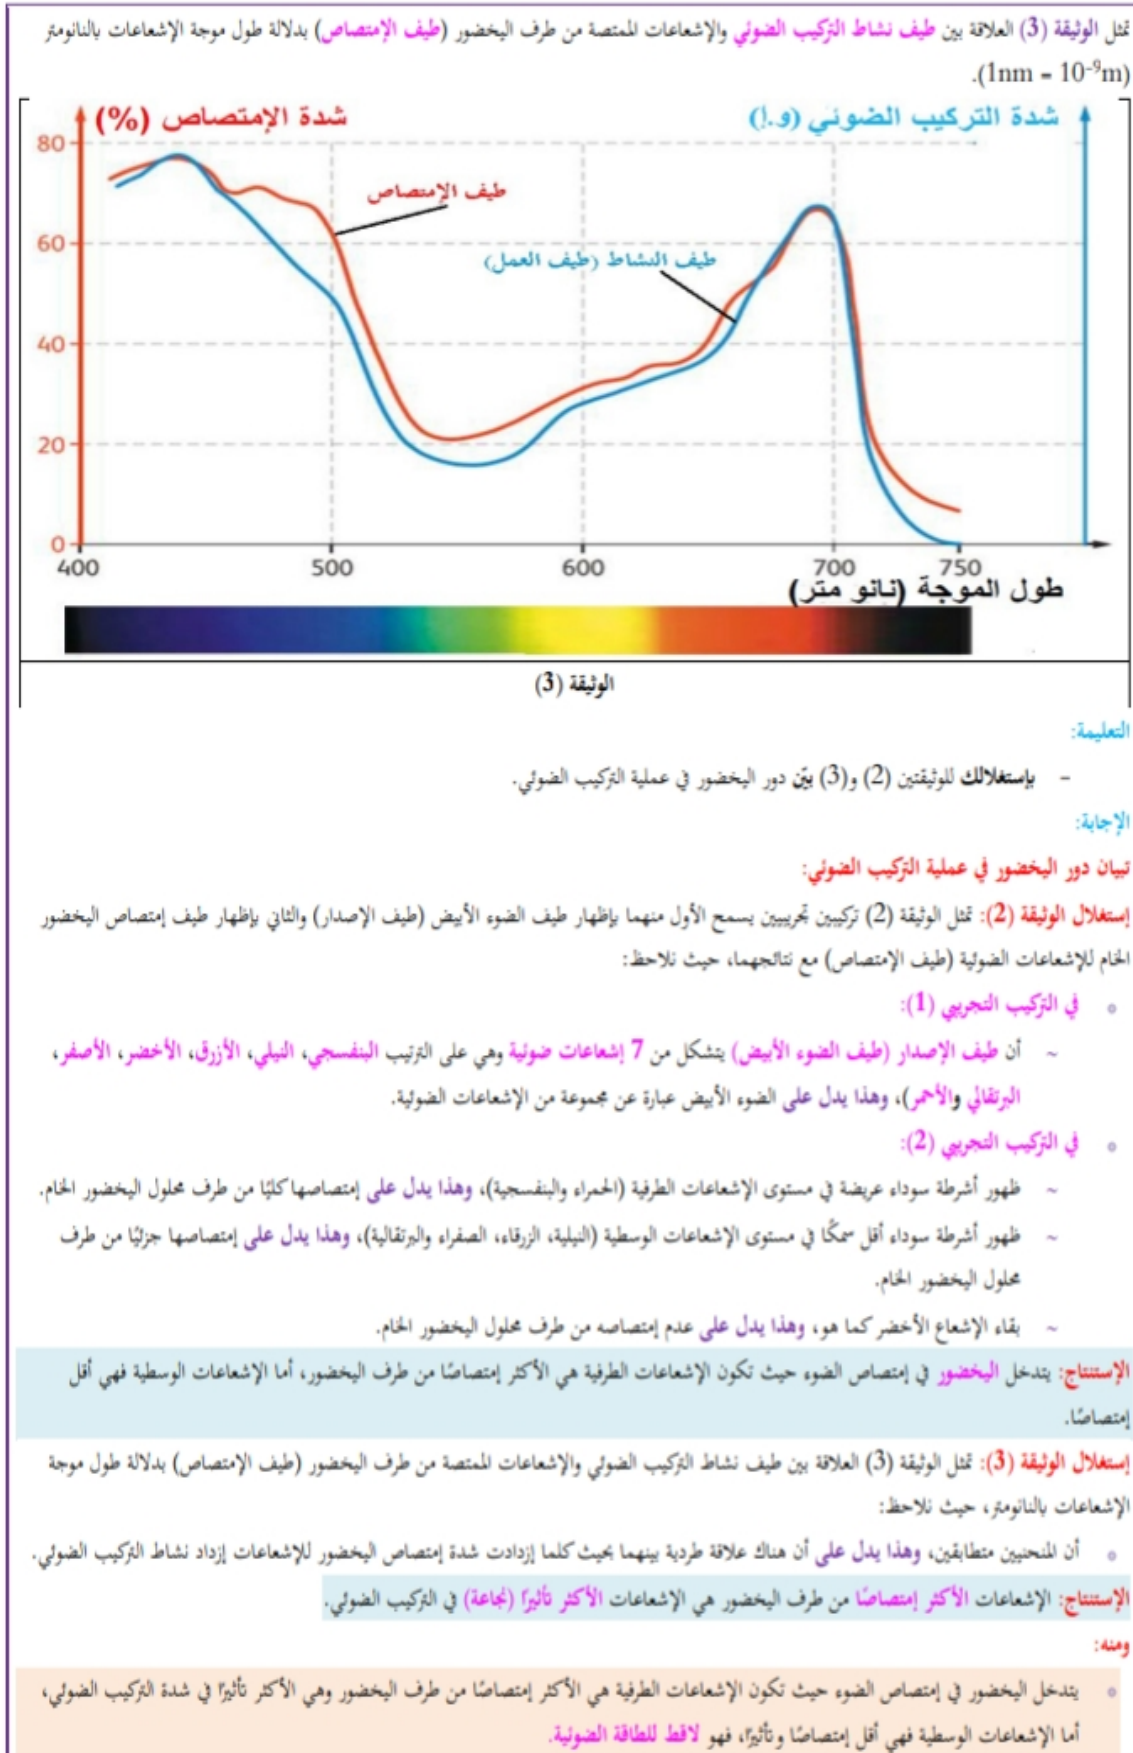 تمثل الوثيقة (3) العلاقة بين طيف نشاط التركيب الضوئي والإشعاعات الممتصة من طرف اليخضور (طيف الإمتصاص) بدلالة طول موجة الإشعاعات بالنانومتر
(1nm = 10⁻⁹m).
شدة الإمتصاص (%)
شدة التركيب الضوئي (و.إ)
80
طيف الإمتصاص
60
طيف النشاط (طيف العمل)
40
20
0
400 500 600 700 750
طول الموجة (نانو متر)
الوثيقة (3)
التعليمة:
- بإستغلالك للوثيقتين (2) و(3) بيّن دور اليخضور في عملية التركيب الضوئي.
الإجابة:
تبيان دور اليخضور في عملية التركيب الضوئي:
إستغلال الوثيقة (2): تمثل الوثيقة (2) تركيبين تجريبيين يسمح الأول منهما بإظهار طيف الضوء الأبيض (طيف الإصدار) والثاني بإظهار طيف إمتصاص اليخضور
الخام للإشعاعات الضوئية (طيف الإمتصاص) مع نتائجهما، حيث نلاحظ:
في التركيب التجريبي (1):
~ أن طيف الإصدار (طيف الضوء الأبيض) يتشكل من 7 إشعاعات ضوئية وهي على الترتيب البنفسجي، النيلي، الأزرق، الأخضر، الأصفر،
البرتقالي والأحمر)، وهذا يدل على الضوء الأبيض عبارة عن مجموعة من الإشعاعات الضوئية.
في التركيب التجريبي (2):
~ ظهور أشرطة سوداء عريضة في مستوى الإشعاعات الطرفية (الحمراء والبنفسجية)، وهذا يدل على إمتصاصها كليًا من طرف محلول اليخضور الخام.
~ ظهور أشرطة سوداء أقل سمكًا في مستوى الإشعاعات الوسطية (النيلية، الزرقاء، الصفراء والبرتقالية)، وهذا يدل على إمتصاصها جزئيًا من طرف
محلول اليخضور الخام.
~ بقاء الإشعاع الأخضر كما هو، وهذا يدل على عدم إمتصاصه من طرف محلول اليخضور الخام.
الإستنتاج: يتدخل اليخضور في إمتصاص الضوء حيث تكون الإشعاعات الطرفية هي الأكثر إمتصاصًا من طرف اليخضور، أما الإشعاعات الوسطية فهي أقل
إمتصاصًا.
إستغلال الوثيقة (3): تمثل الوثيقة (3) العلاقة بين طيف نشاط التركيب الضوئي والإشعاعات الممتصة من طرف اليخضور (طيف الإمتصاص) بدلالة طول موجة
الإشعاعات بالنانومتر، حيث نلاحظ:
أن المنحنيين متطابقين، وهذا يدل على أن هناك علاقة طردية بينهما بحيث كلما إزدادت شدة إمتصاص اليخضور للإشعاعات إزداد نشاط التركيب الضوئي.
الإستنتاج: الإشعاعات الأكثر إمتصاصًا من طرف اليخضور هي الإشعاعات الأكثر تأثيرًا (نجاعة) في التركيب الضوئي.
ومنه:
يتدخل اليخضور في إمتصاص الضوء حيث تكون الإشعاعات الطرفية هي الأكثر إمتصاصًا من طرف اليخضور وهي الأكثر تأثيرًا في شدة التركيب الضوئي،
أما الإشعاعات الوسطية فهي أقل إمتصاصًا وتأثيرًا، فهو لاقط للطاقة الضوئية.